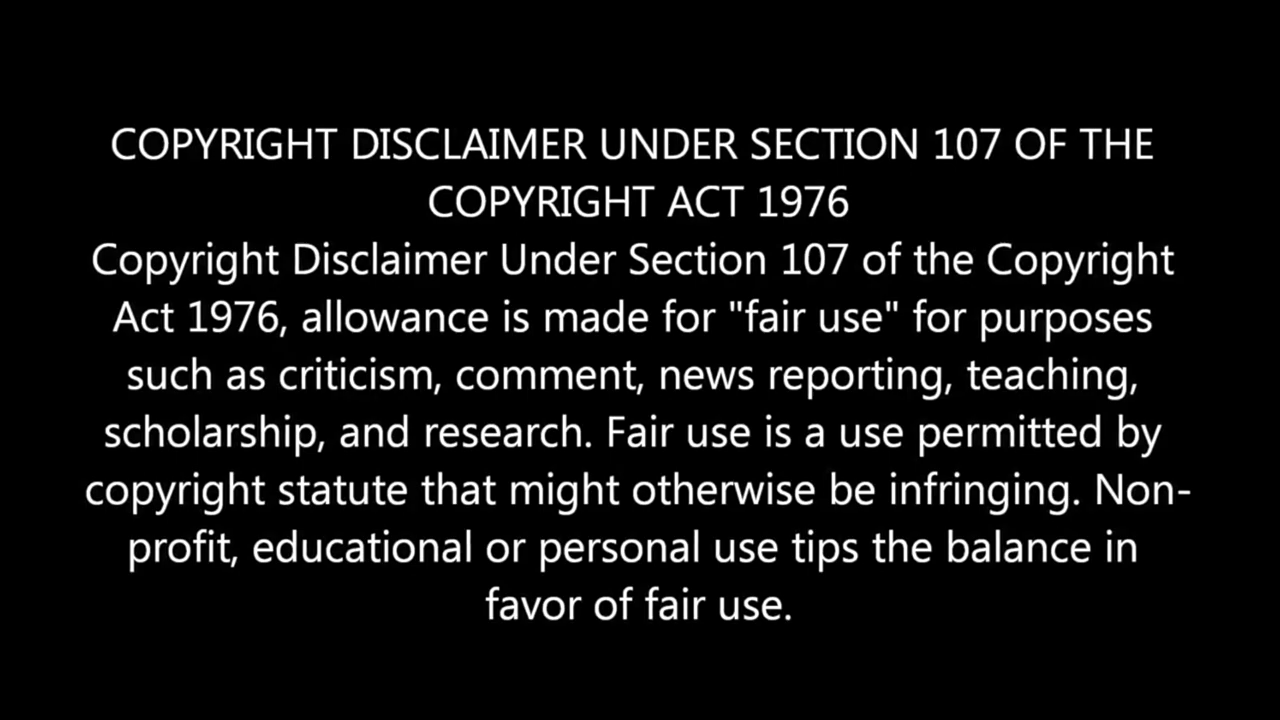 COPYRIGHT DISCLAIMER UNDER SECTION 107 OF THE
COPYRIGHT ACT 1976
Copyright Disclaimer Under Section 107 of the Copyright
Act 1976, allowance is made for "fair use" for purposes
such as criticism, comment, news reporting, teaching,
scholarship, and research. Fair use is a use permitted by
copyright statute that might otherwise be infringing. Non-
profit, educational or personal use tips the balance in
favor of fair use.